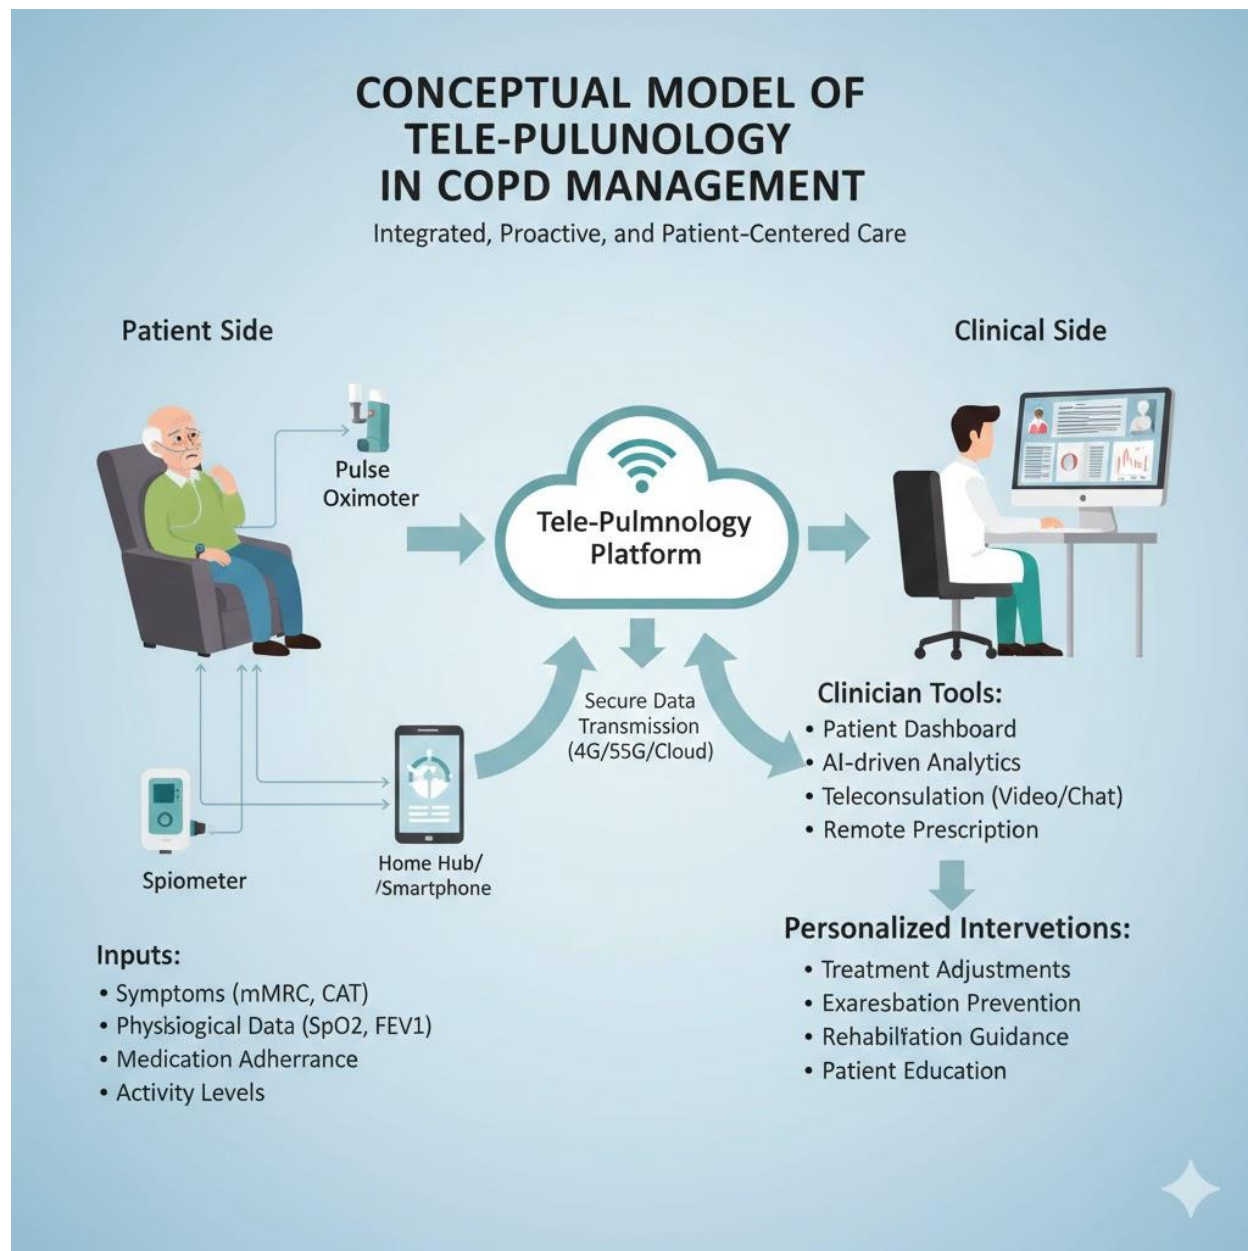 CONCEPTUAL MODEL OF
TELE-PULUNOLOGY
IN COPD MANAGEMENT
Integrated, Proactive, and Patient-Centered Care
Patient Side
Clinical Side
Pulse
Oximoter
Tele-Pulmnology
Platform
Secure Data
Transmission
(4G/55G/Cloud)
Spiometer
Home Hub/
/Smartphone
Inputs:
• Symptoms (mMRC, CAT)
• Physisiogical Data (SpO2, FEV1)
• Medication Adherrance
• Activity Levels
Clinician Tools:
• Patient Dashboard
• AI-driven Analytics
• Teleconsulation (Video/Chat)
• Remote Prescription
Personalized Intervetions:
• Treatment Adjustments
• Exaresbation Prevention
• Rehabilfation Guidance
• Patient Education